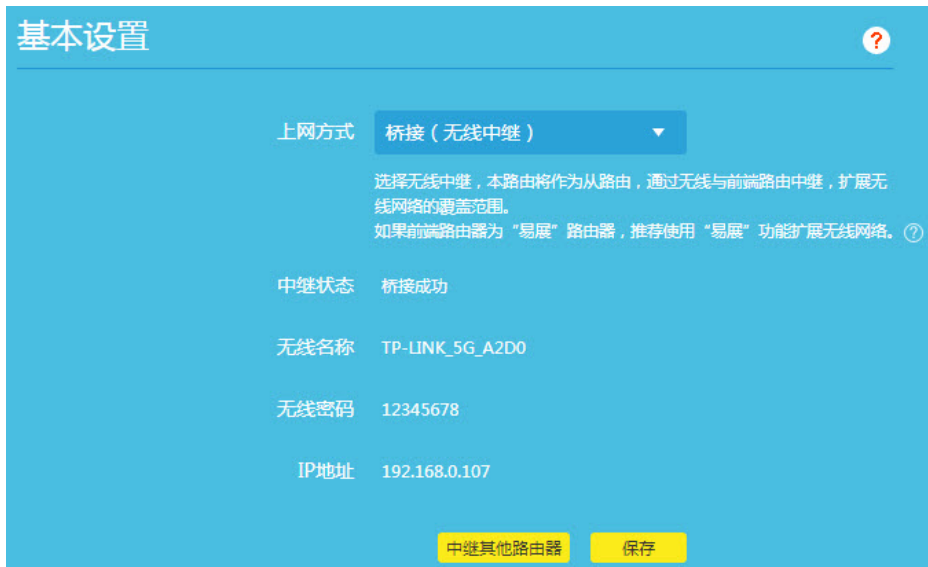 基本设置
?
上网方式 桥接（无线中继）
选择无线中继，本路由将作为从路由，通过无线与前端路由中继，扩展无
线网络的覆盖范围。
如果前端路由器为“易展”路由器，推荐使用“易展”功能扩展无线网络。 ?
中继状态 桥接成功
无线名称 TP-LINK_5G_A2D0
无线密码 12345678
IP地址 192.168.0.107
中继其他路由器 保存